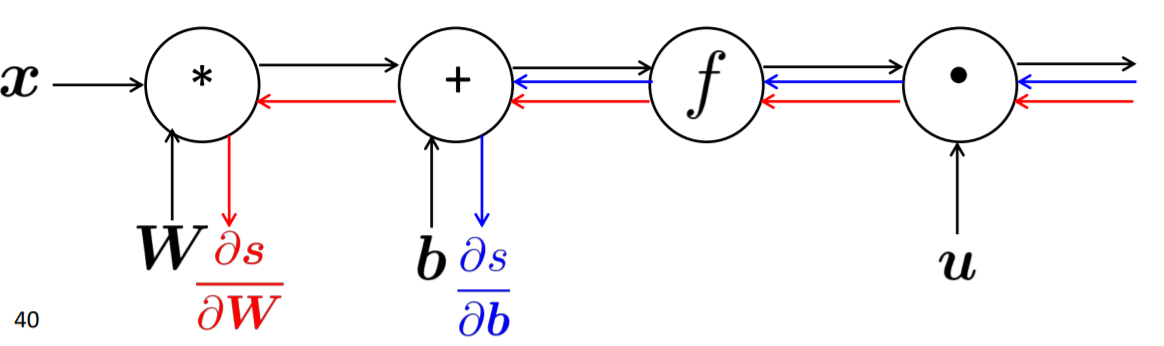 x * + f •
W b u
∂s/∂W ∂s/∂b
40